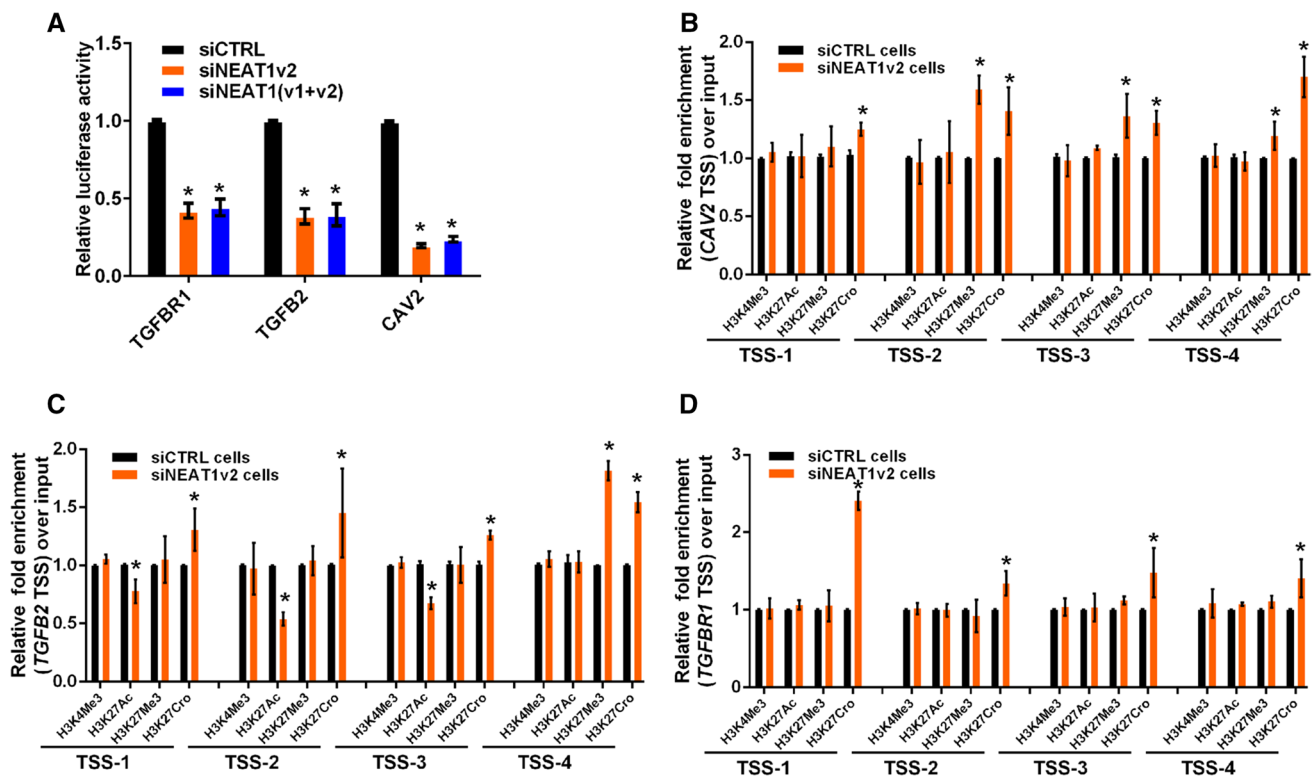 A
Relative luciferase activity
1.5
1.0
0.5
0.0
siCTRL
siNEAT1v2
siNEAT1(v1+v2)
* *
* *
* *
TGFBR1 TGFB2 CAV2
B
Relative fold enrichment
(CAV2 TSS) over input
2.0
1.5
1.0
0.5
0.0
siCTRL cells
siNEAT1v2 cells
* * * * * * *
H3K4Me3 H3K27Ac H3K27Me3 H3K27Cro H3K4Me3 H3K27Ac H3K27Me3 H3K27Cro H3K4Me3 H3K27Ac H3K27Me3 H3K27Cro H3K4Me3 H3K27Ac H3K27Me3 H3K27Cro
TSS-1 TSS-2 TSS-3 TSS-4
C
Relative fold enrichment
(TGFB2 TSS) over input
2.0
1.5
1.0
0.5
0.0
siCTRL cells
siNEAT1v2 cells
* * * * * * * *
H3K4Me3 H3K27Ac H3K27Me3 H3K27Cro H3K4Me3 H3K27Ac H3K27Me3 H3K27Cro H3K4Me3 H3K27Ac H3K27Me3 H3K27Cro H3K4Me3 H3K27Ac H3K27Me3 H3K27Cro
TSS-1 TSS-2 TSS-3 TSS-4
D
Relative fold enrichment
(TGFBR1 TSS) over input
3
2
1
0
siCTRL cells
siNEAT1v2 cells
* * * *
H3K4Me3 H3K27Ac H3K27Me3 H3K27Cro H3K4Me3 H3K27Ac H3K27Me3 H3K27Cro H3K4Me3 H3K27Ac H3K27Me3 H3K27Cro H3K4Me3 H3K27Ac H3K27Me3 H3K27Cro
TSS-1 TSS-2 TSS-3 TSS-4